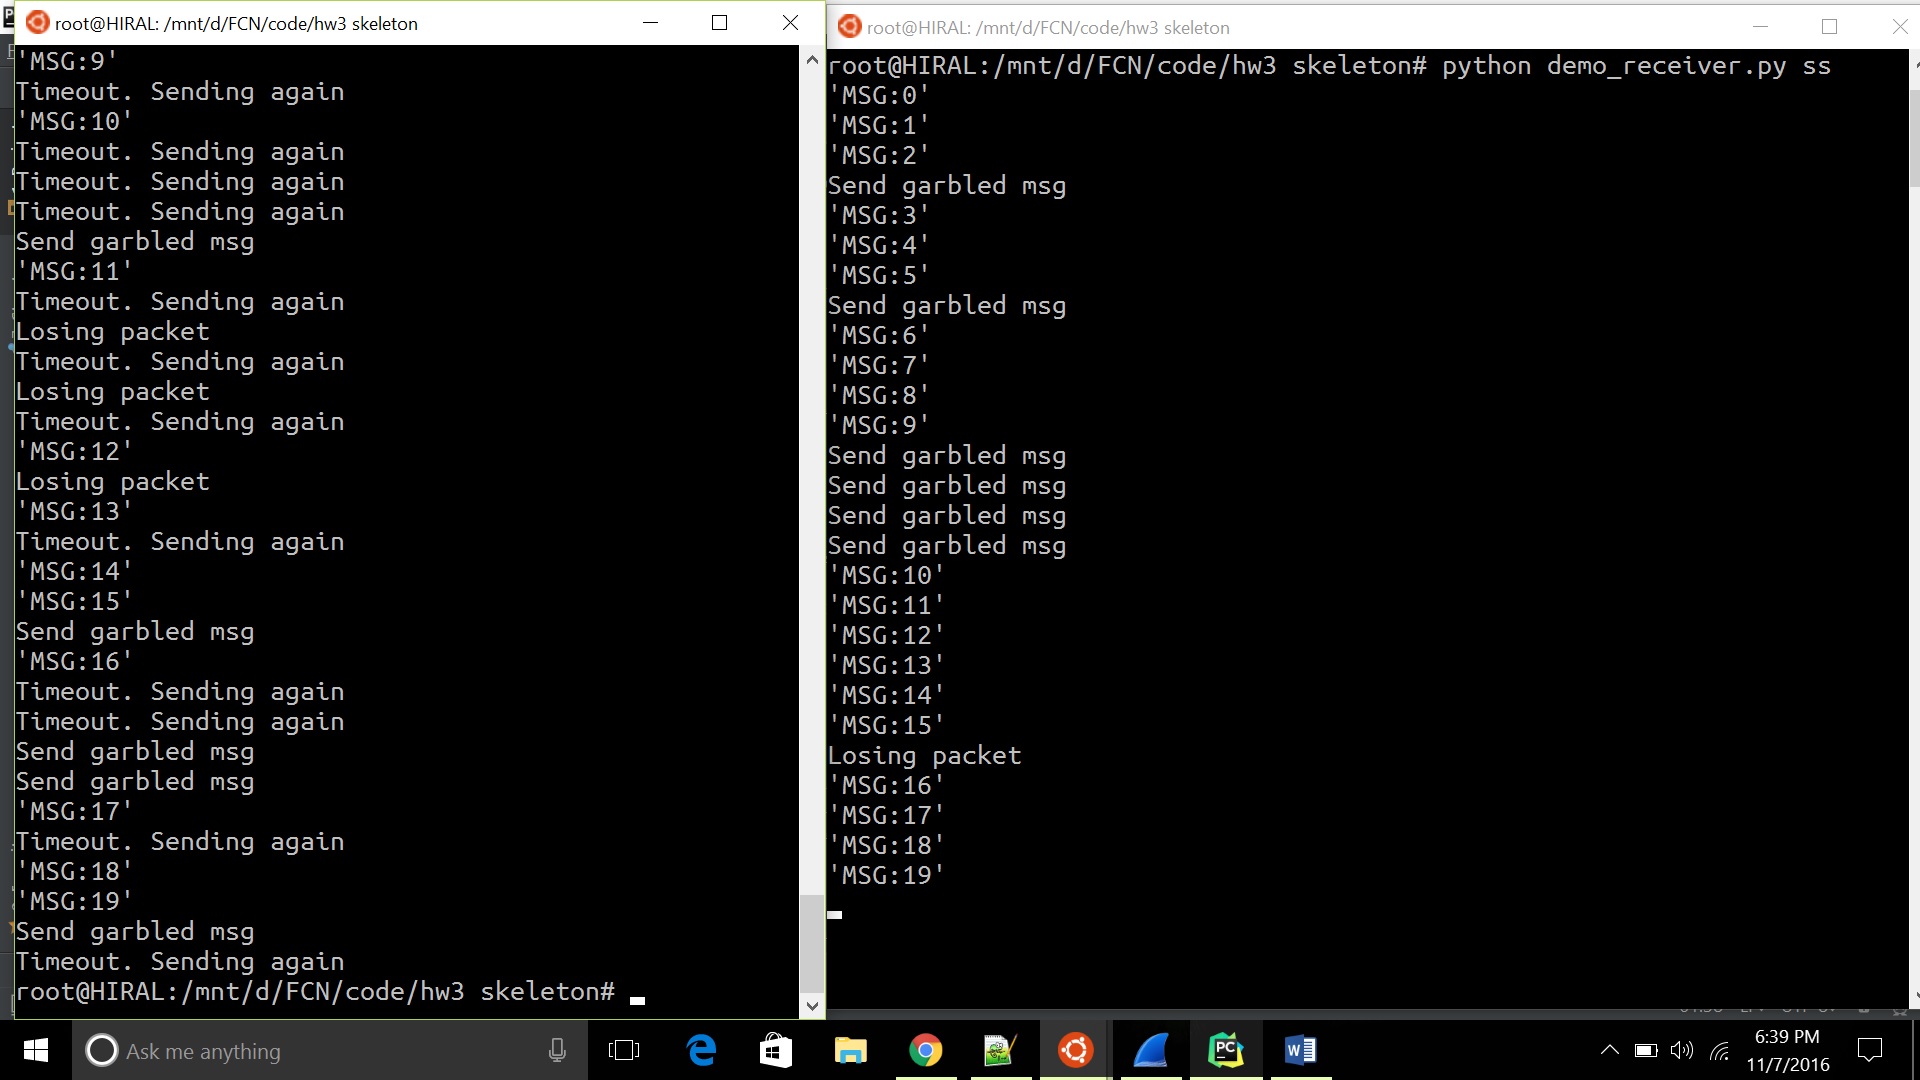 root@HIRAL: /mnt/d/FCN/code/hw3 skeleton
'MSG:9'
Timeout. Sending again
'MSG:10'
Timeout. Sending again
Timeout. Sending again
Timeout. Sending again
Send garbled msg
'MSG:11'
Timeout. Sending again
Losing packet
Timeout. Sending again
Losing packet
Timeout. Sending again
'MSG:12'
Losing packet
'MSG:13'
Timeout. Sending again
'MSG:14'
'MSG:15'
Send garbled msg
'MSG:16'
Timeout. Sending again
Timeout. Sending again
Send garbled msg
Send garbled msg
'MSG:17'
Timeout. Sending again
'MSG:18'
'MSG:19'
Send garbled msg
Timeout. Sending again
root@HIRAL:/mnt/d/FCN/code/hw3 skeleton#
root@HIRAL: /mnt/d/FCN/code/hw3 skeleton
root@HIRAL:/mnt/d/FCN/code/hw3 skeleton# python demo_receiver.py ss
'MSG:0'
'MSG:1'
'MSG:2'
Send garbled msg
'MSG:3'
'MSG:4'
'MSG:5'
Send garbled msg
'MSG:6'
'MSG:7'
'MSG:8'
'MSG:9'
Send garbled msg
Send garbled msg
Send garbled msg
Send garbled msg
'MSG:10'
'MSG:11'
'MSG:12'
'MSG:13'
'MSG:14'
'MSG:15'
Losing packet
'MSG:16'
'MSG:17'
'MSG:18'
'MSG:19'
Ask me anything
PC
W
6:39 PM
11/7/2016